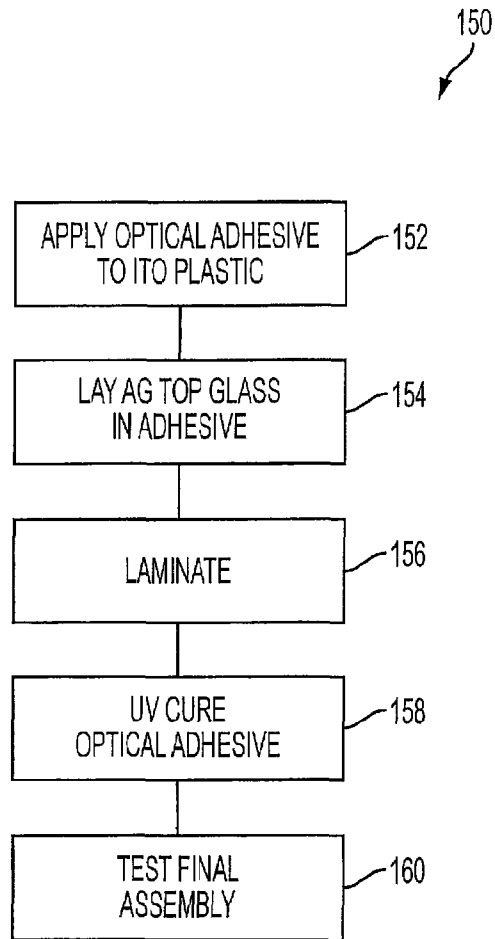 150
APPLY OPTICAL ADHESIVE
TO ITO PLASTIC
152
LAY AG TOP GLASS
IN ADHESIVE
154
LAMINATE
156
UV CURE
OPTICAL ADHESIVE
158
TEST FINAL
ASSEMBLY
160